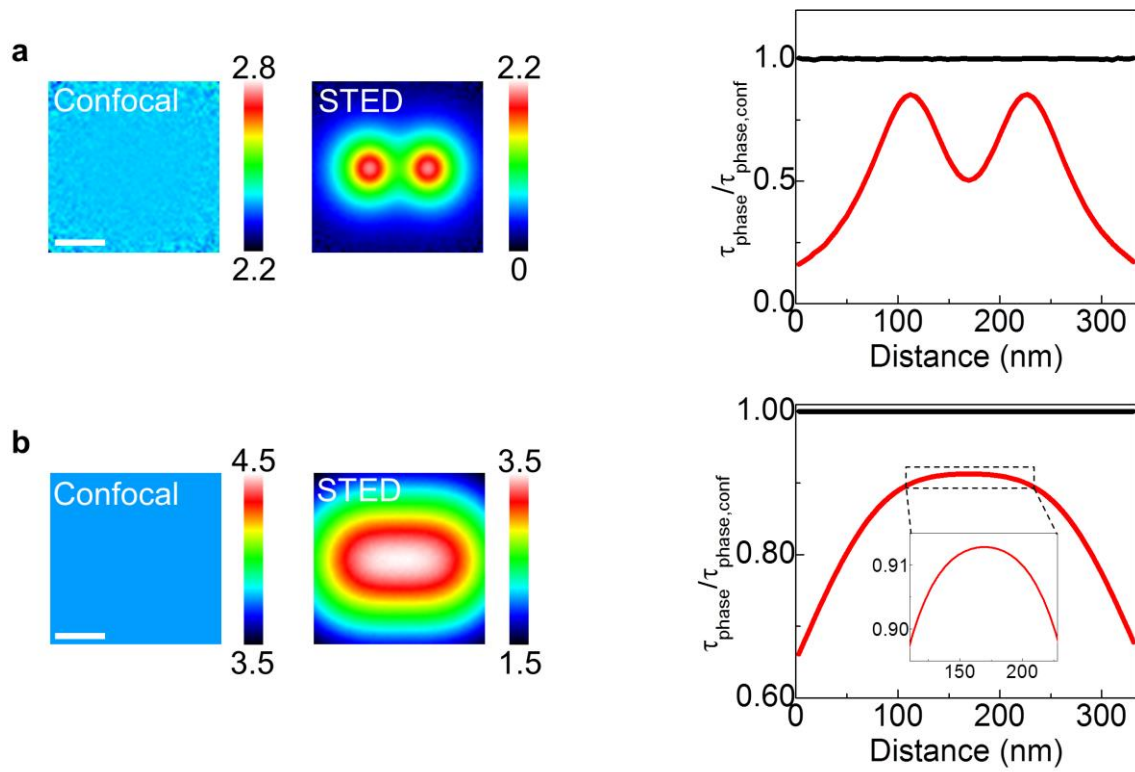 a
Confocal
2.8
2.2
STED
2.2
0
τphase/τphase,conf
1.0
0.5
0.0
0 100 200 300
Distance (nm)
b
Confocal
4.5
3.5
STED
3.5
1.5
τphase/τphase,conf
1.00
0.80
0.60
0.91
0.90
150 200
0 100 200 300
Distance (nm)